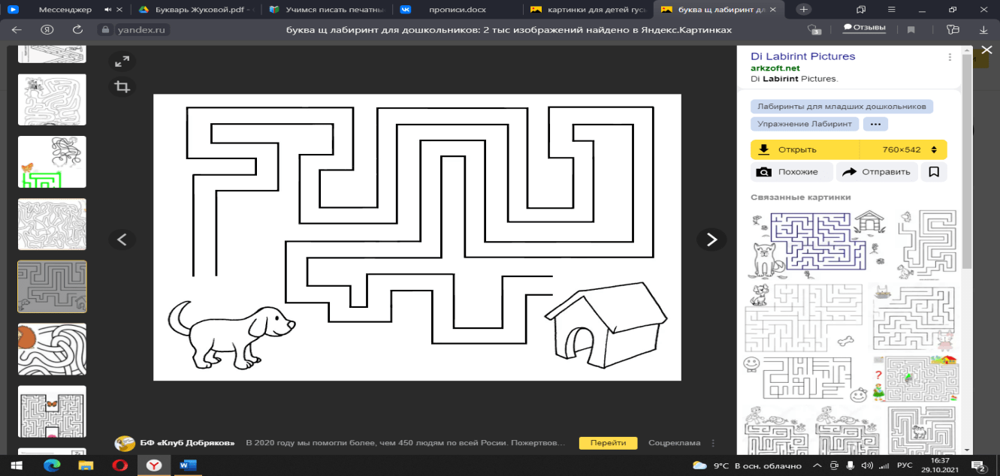 Мессенджер
Букварь Жуковой.pdf -
Учимся писать печатны
прописи.docx
картинки для детей гус
буква щ лабиринт дл
yandex.ru
буква щ лабиринт для дошкольников: 2 тыс изображений найдено в Яндекс.Картинках
3
Отзывы
Di Labirint Pictures
arkzoft.net
Di Labirint Pictures.
Лабиринты для младших дошкольников
Упражнение Лабиринт
Открыть
760×542
Похожие
Отправить
Связанные картинки
?
БФ «Клуб Добряков»
В 2020 году мы помогли более, чем 450 людям по всей Росии. Пожертвов...
Перейти
Соцреклама
9°C В осн. облачно
РУС
16:37
29.10.2021
2